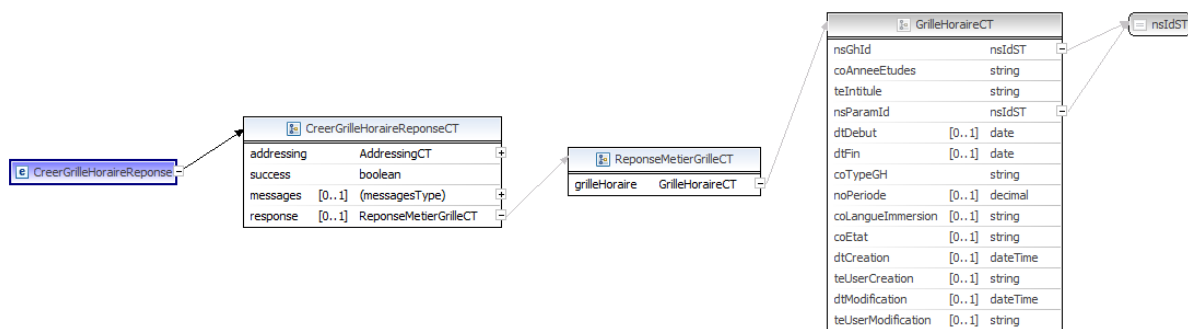 CreerGrilleHoraireReponse
CreerGrilleHoraireReponseCT
addressing AddressingCT
success boolean
messages [0..1] (messagesType)
response [0..1] ReponseMetierGrilleCT
ReponseMetierGrilleCT
grilleHoraire GrilleHoraireCT
GrilleHoraireCT
nsGhId nsIdST
coAnneeEtudes string
teIntitule string
nsParamId nsIdST
dtDebut [0..1] date
dtFin [0..1] date
coTypeGH string
noPeriode [0..1] decimal
coLangueImmersion [0..1] string
coEtat [0..1] string
dtCreation [0..1] dateTime
teUserCreation [0..1] string
dtModification [0..1] dateTime
teUserModification [0..1] string
nsIdST